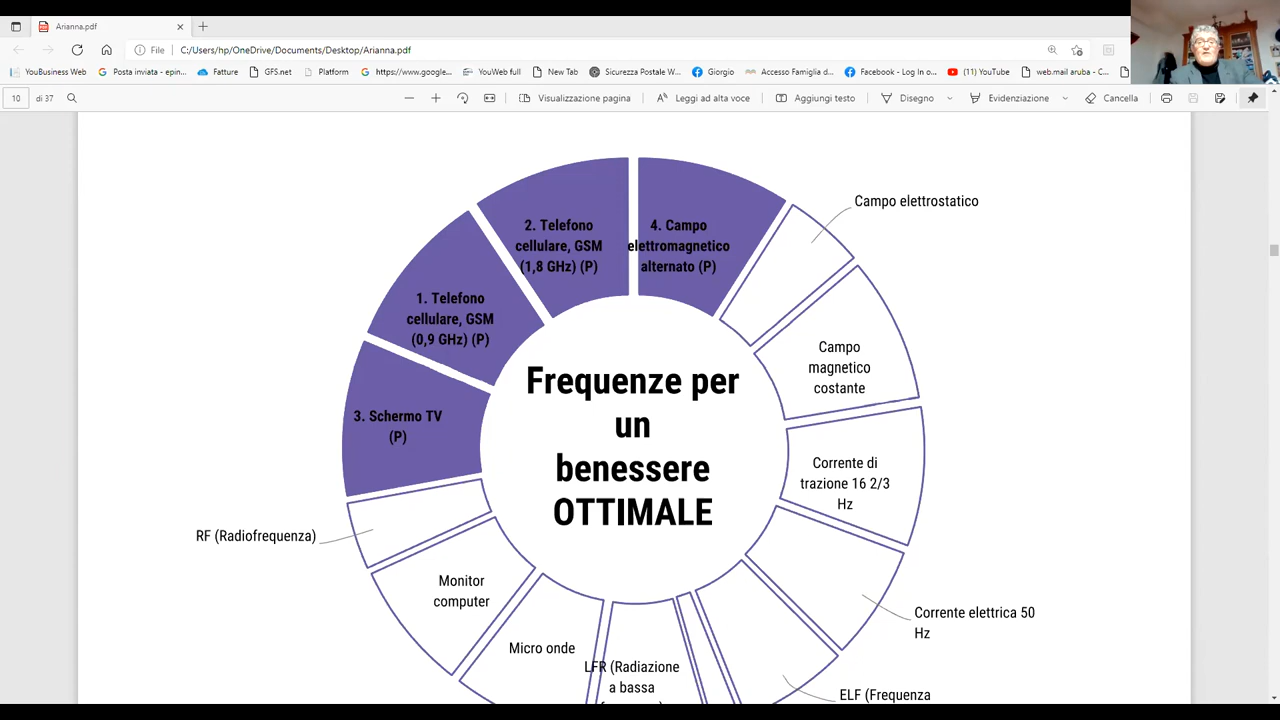 Arianna.pdf
File
C:/Users/hp/OneDrive/Documents/Desktop/Arianna.pdf
YouBusiness Web
Posta inviata - epin...
Fatture
GFS.net
Platform
https://www.google...
YouWeb full
New Tab
Sicurezza Postale W...
Giorgio
Accesso Famiglia d...
Facebook - Log In o...
(11) YouTube
web.mail aruba - C...
10 di 37
Visualizzazione pagina
Leggi ad alta voce
Aggiungi testo
Disegno
Evidenziazione
Cancella
Campo elettrostatico
2. Telefono
cellulare, GSM
(1,8 GHz) (P)
4. Campo
elettromagnetico
alternato (P)
1. Telefono
cellulare, GSM
(0,9 GHz) (P)
Campo
magnetico
costante
3. Schermo TV
(P)
Frequenze per
un
benessere
OTTIMALE
Corrente di
trazione 16 2/3
Hz
RF (Radiofrequenza)
Monitor
computer
Corrente elettrica 50
Hz
Micro onde
LFR (Radiazione
a bassa
ELF (Frequenza